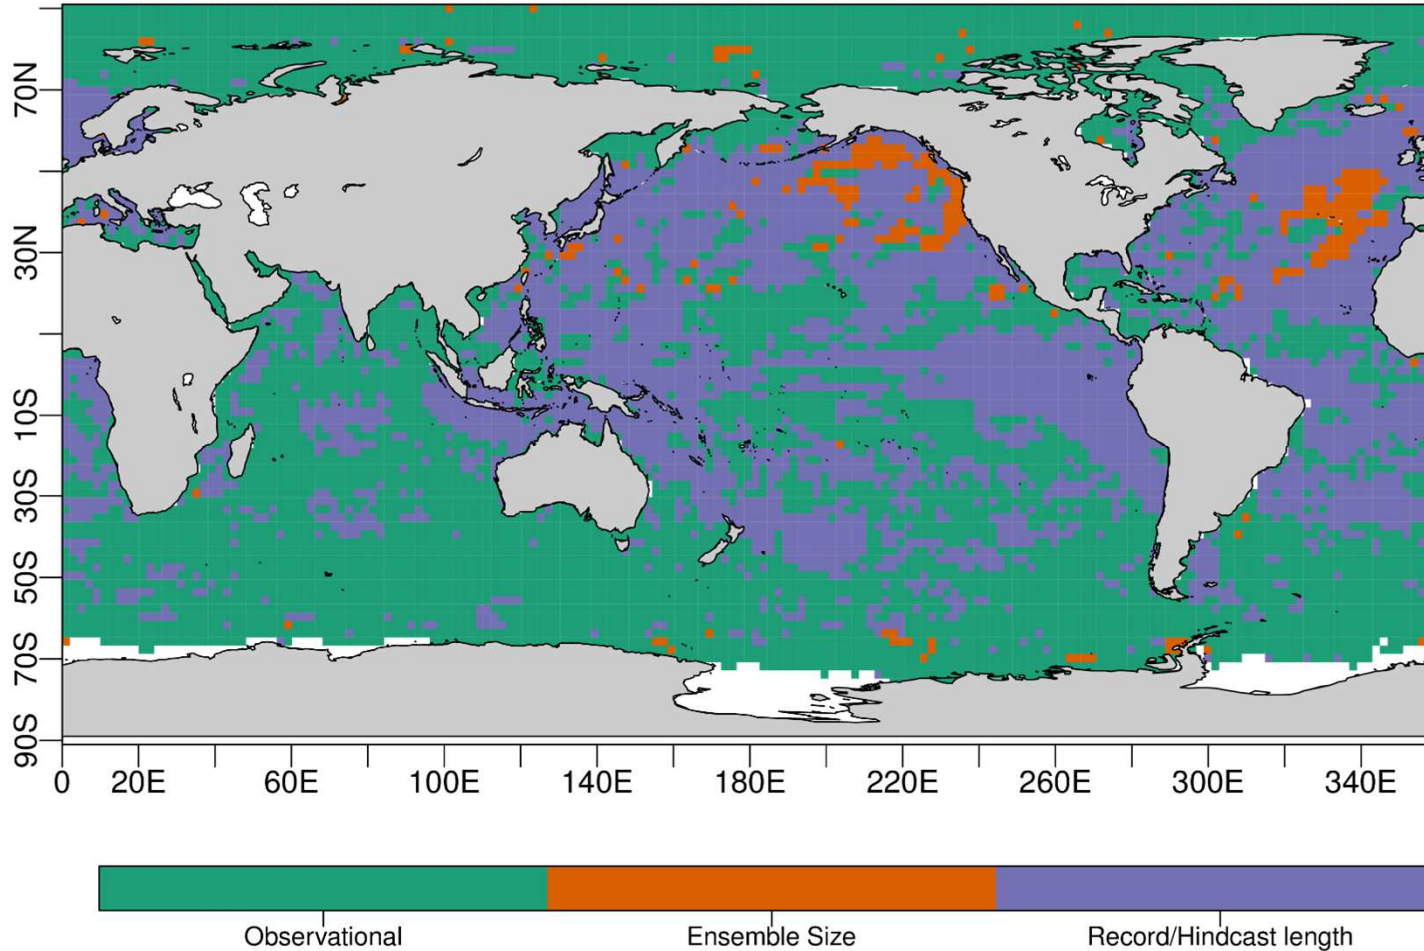 70N
30N
10S
30S
50S
70S
90S
0 20E 60E 100E 140E 180E 220E 260E 300E 340E
Observational Ensemble Size Record/Hindcast length